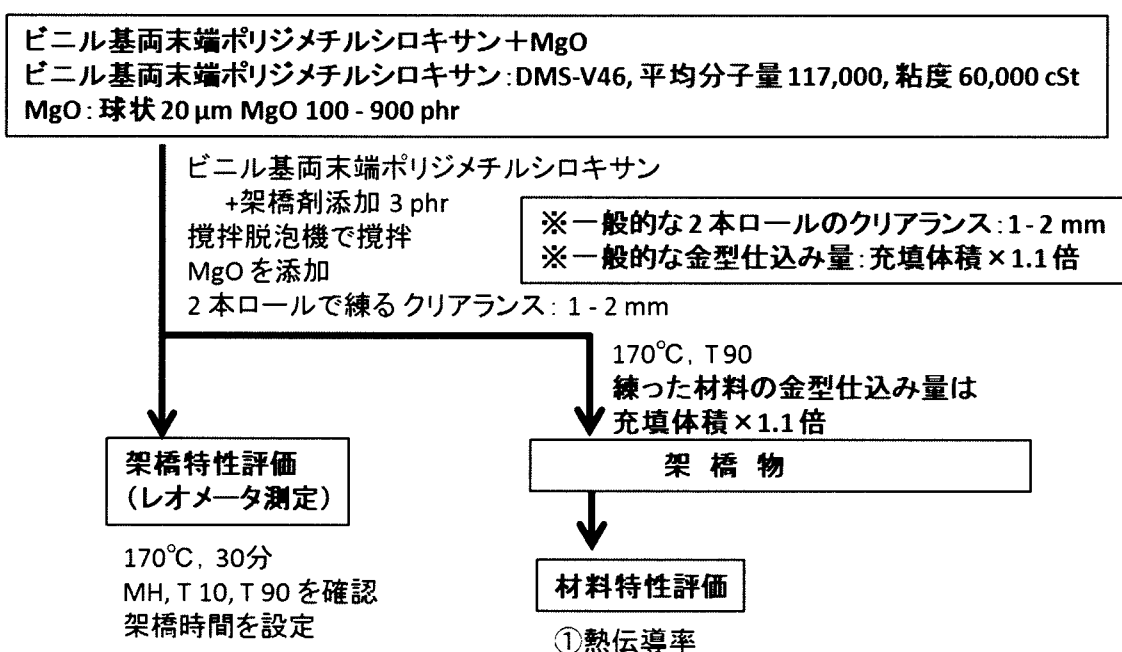 ビニル基両末端ポリジメチルシロキサン＋MgO
ビニル基両末端ポリジメチルシロキサン：DMS-V46, 平均分子量 117,000, 粘度 60,000 cSt
MgO：球状 20 μm MgO 100 - 900 phr
ビニル基両末端ポリジメチルシロキサン
+架橋剤添加 3 phr
撹拌脱泡機で撹拌
MgO を添加
2 本ロールで練る クリアランス： 1 - 2 mm
※一般的な2本ロールのクリアランス：1 - 2 mm
※一般的な金型仕込み量：充填体積×1.1倍
170℃, T 90
練った材料の金型仕込み量は
充填体積×1.1倍
架橋特性評価
（レオメータ測定）
170℃, 30分
MH, T 10, T 90 を確認
架橋時間を設定
架 橋 物
材料特性評価
①熱伝導率